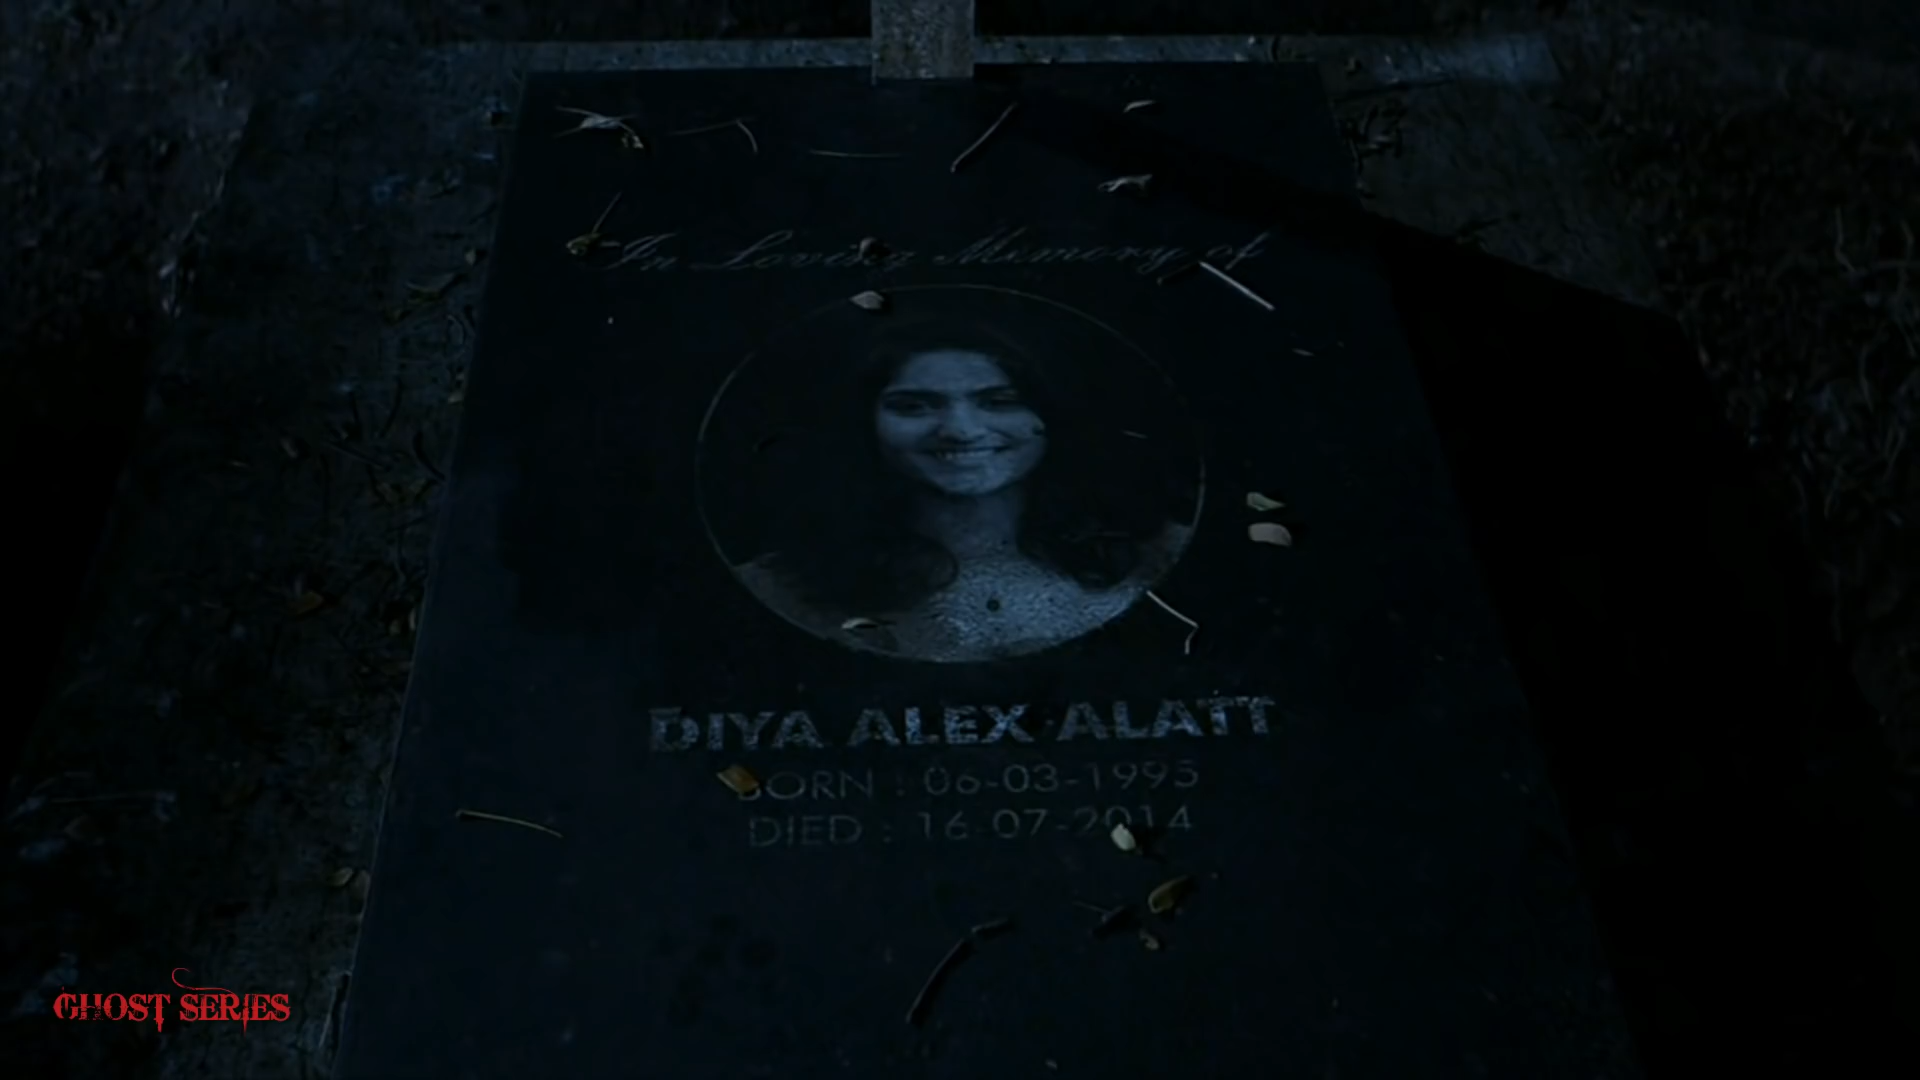 In Loving Memory of
DIYA ALEX ALATT
BORN : 06-03-1995
DIED : 16-07-2014
GHOST SERIES